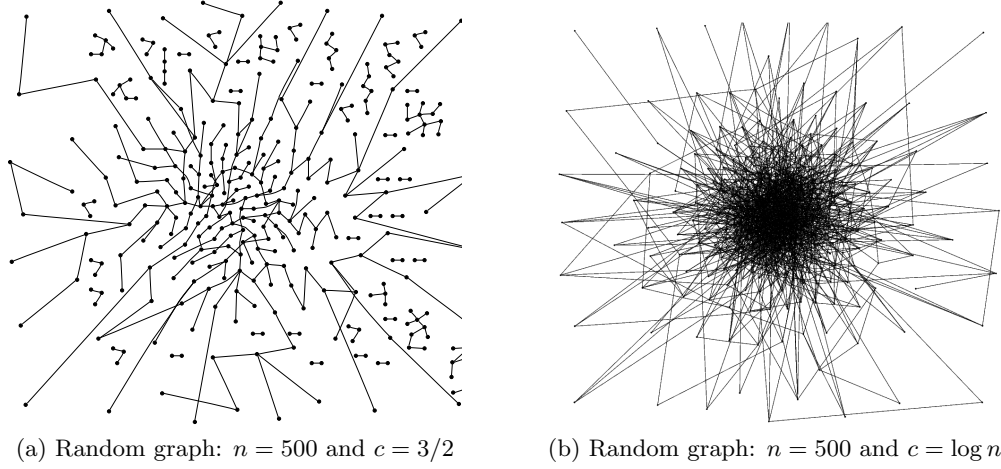 (a) Random graph: n = 500 and c = 3/2
(b) Random graph: n = 500 and c = log n